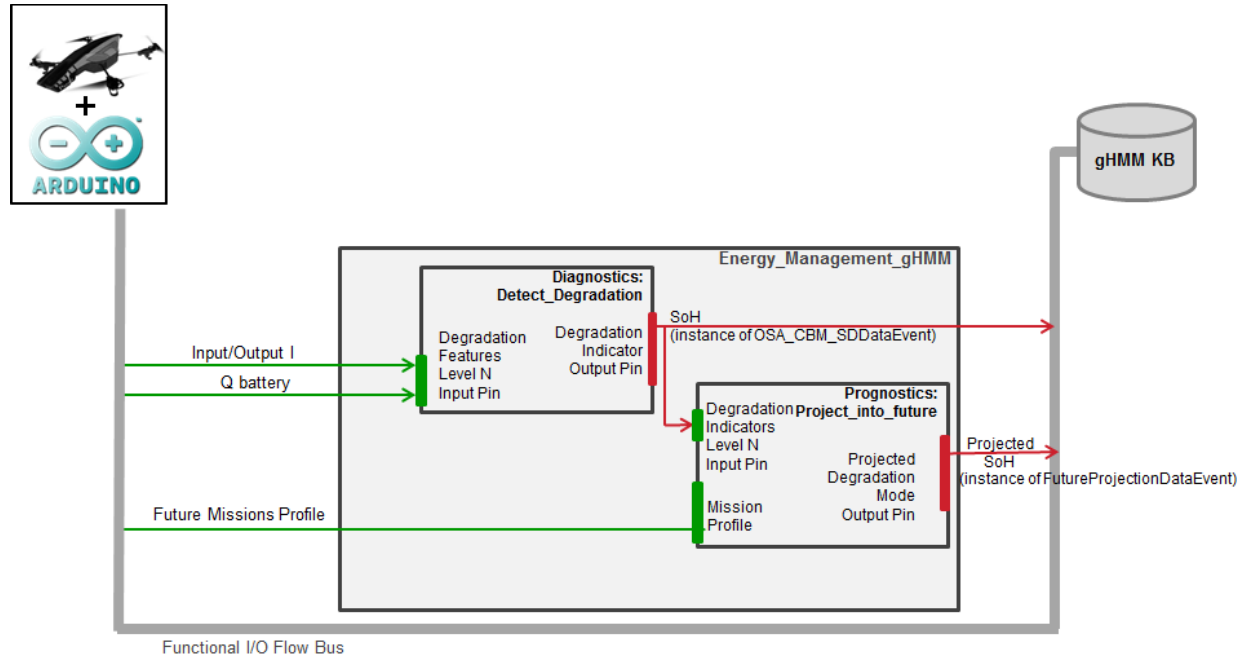 +
ARDUINO
gHMM KB
Energy_Management_gHMM
Diagnostics:
Detect_Degradation
Degradation
Features
Level N
Input Pin
Degradation
Indicator
Output Pin
SoH
(instance of OSA_CBM_SDDataEvent)
Input/Output I
Q battery
Prognostics:
Project_into_future
Degradation
Indicators
Level N
Input Pin
Projected
Degradation
Mode
Output Pin
Mission
Profile
Projected
SoH
(instance of FutureProjectionDataEvent)
Future Missions Profile
Functional I/O Flow Bus